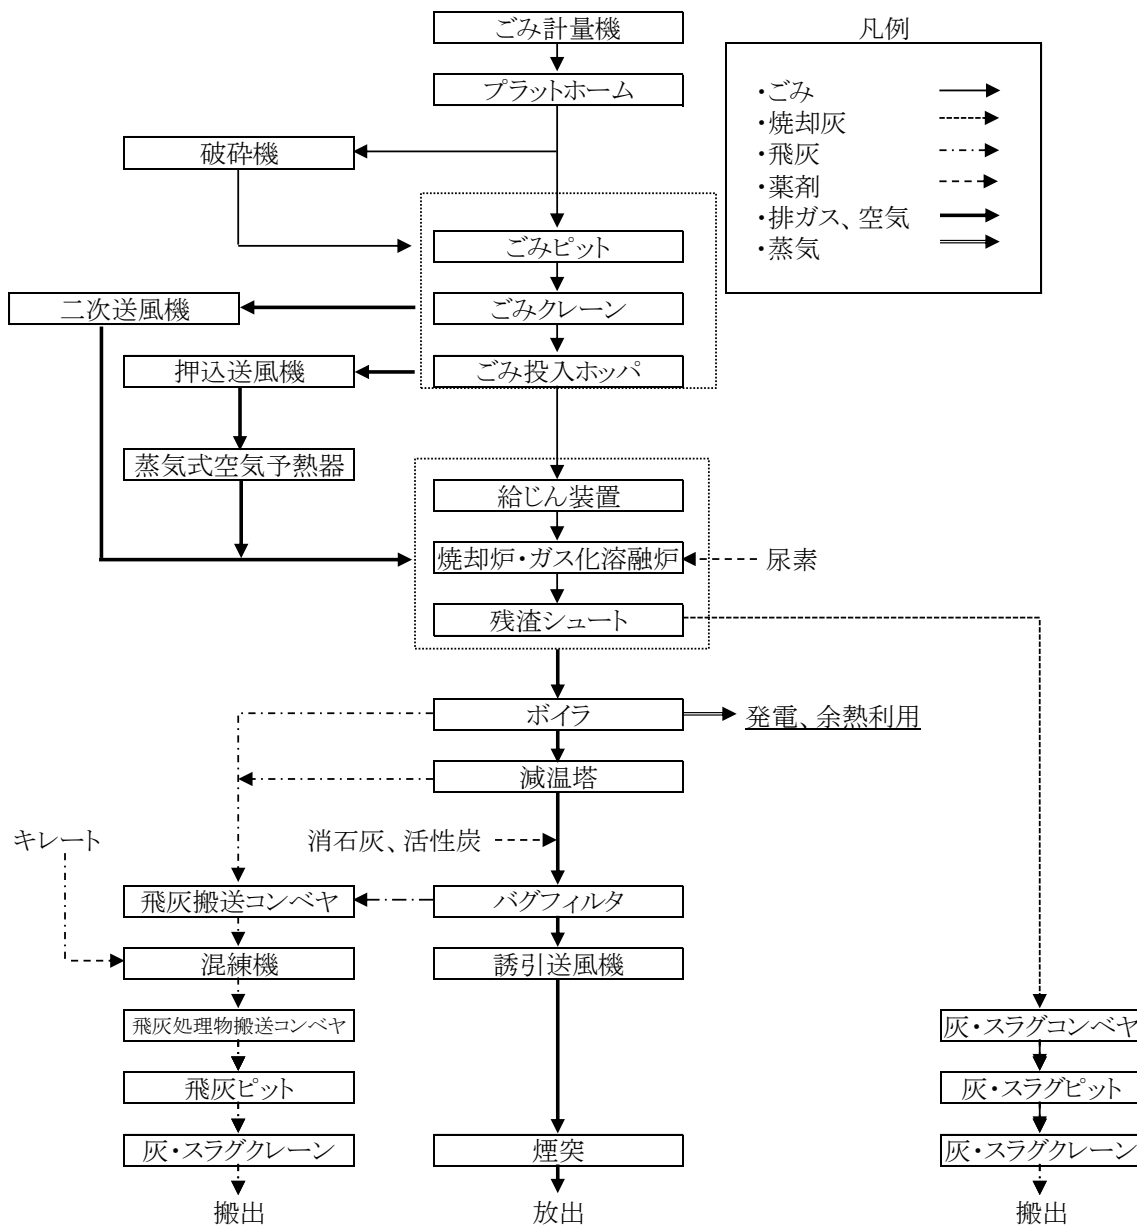 ごみ計量機
凡例
プラットホーム
・ごみ
・焼却灰
・飛灰
・薬剤
・排ガス、空気
・蒸気
破砕機
ごみピット
二次送風機
ごみクレーン
押込送風機
ごみ投入ホッパ
蒸気式空気予熱器
給じん装置
焼却炉・ガス化溶融炉
尿素
残渣シュート
ボイラ
発電、余熱利用
減温塔
キレート
消石灰、活性炭
飛灰搬送コンベヤ
バグフィルタ
混練機
誘引送風機
飛灰処理物搬送コンベヤ
灰・スラグコンベヤ
飛灰ピット
灰・スラグピット
灰・スラグクレーン
煙突
灰・スラグクレーン
搬出
放出
搬出